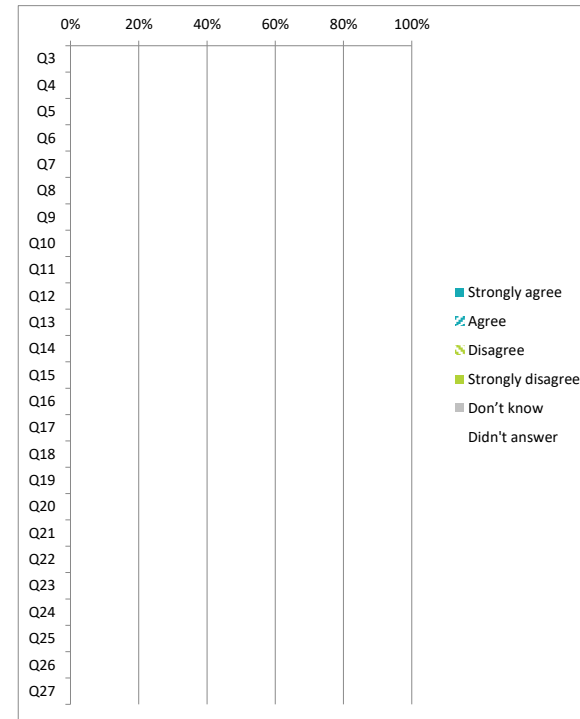 0% 20% 40% 60% 80% 100%
Q3
Q4
Q5
Q6
Q7
Q8
Q9
Q10
Q11
Q12
Q13
Q14
Q15
Q16
Q17
Q18
Q19
Q20
Q21
Q22
Q23
Q24
Q25
Q26
Q27
Strongly agree
Agree
Disagree
Strongly disagree
Don’t know
Didn't answer